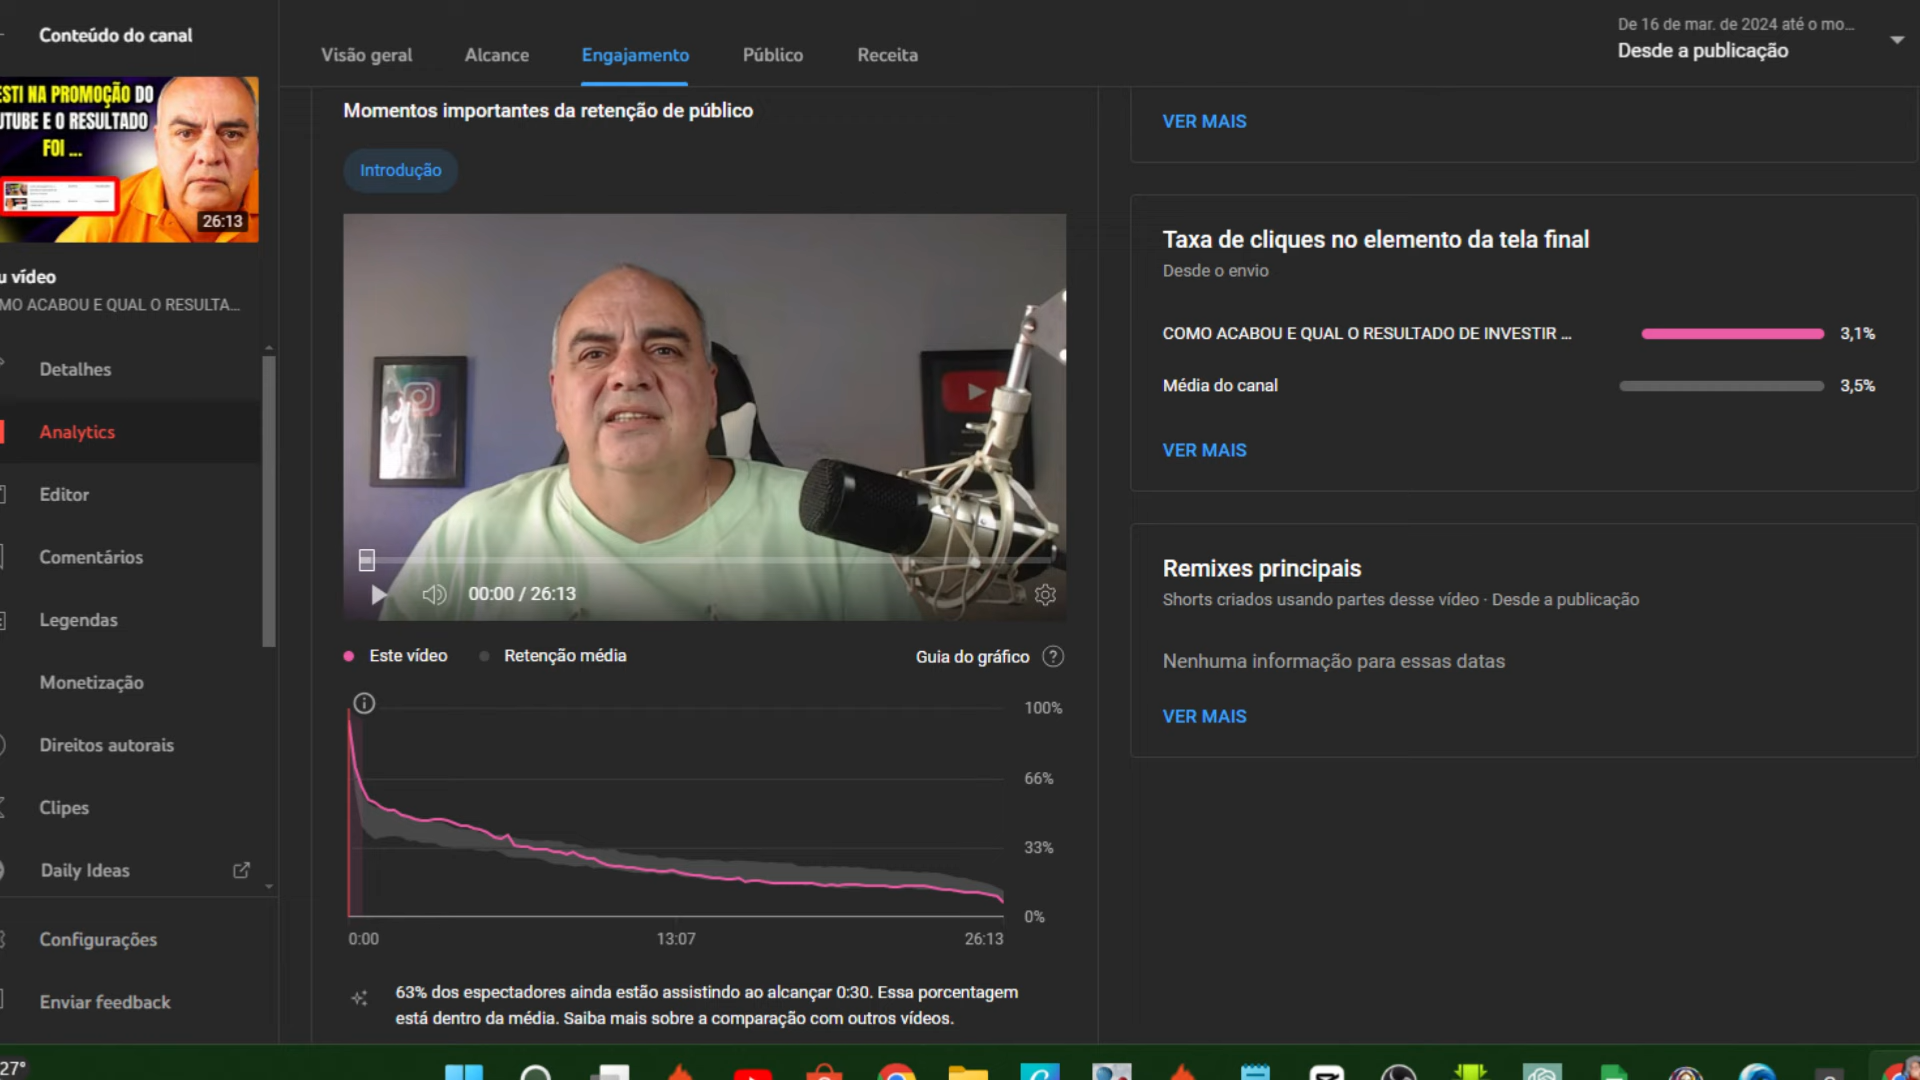 Conteúdo do canal
ESTI NA PROMOÇÃO DO
UTUBE E O RESULTADO
FOI ...
26:13
u vídeo
MO ACABOU E QUAL O RESULTA...
Detalhes
Analytics
Editor
Comentários
Legendas
Monetização
Direitos autorais
Clipes
Daily Ideas
Configurações
Enviar feedback
27°
Visão geral
Alcance
Engajamento
Público
Receita
De 16 de mar. de 2024 até o mo...
Desde a publicação
Momentos importantes da retenção de público
Introdução
00:00 / 26:13
Este vídeo
Retenção média
Guia do gráfico
100%
66%
33%
0%
0:00
13:07
26:13
63% dos espectadores ainda estão assistindo ao alcançar 0:30. Essa porcentagem
está dentro da média. Saiba mais sobre a comparação com outros vídeos.
VER MAIS
Taxa de cliques no elemento da tela final
Desde o envio
COMO ACABOU E QUAL O RESULTADO DE INVESTIR ...
3,1%
Média do canal
3,5%
VER MAIS
Remixes principais
Shorts criados usando partes desse vídeo · Desde a publicação
Nenhuma informação para essas datas
VER MAIS